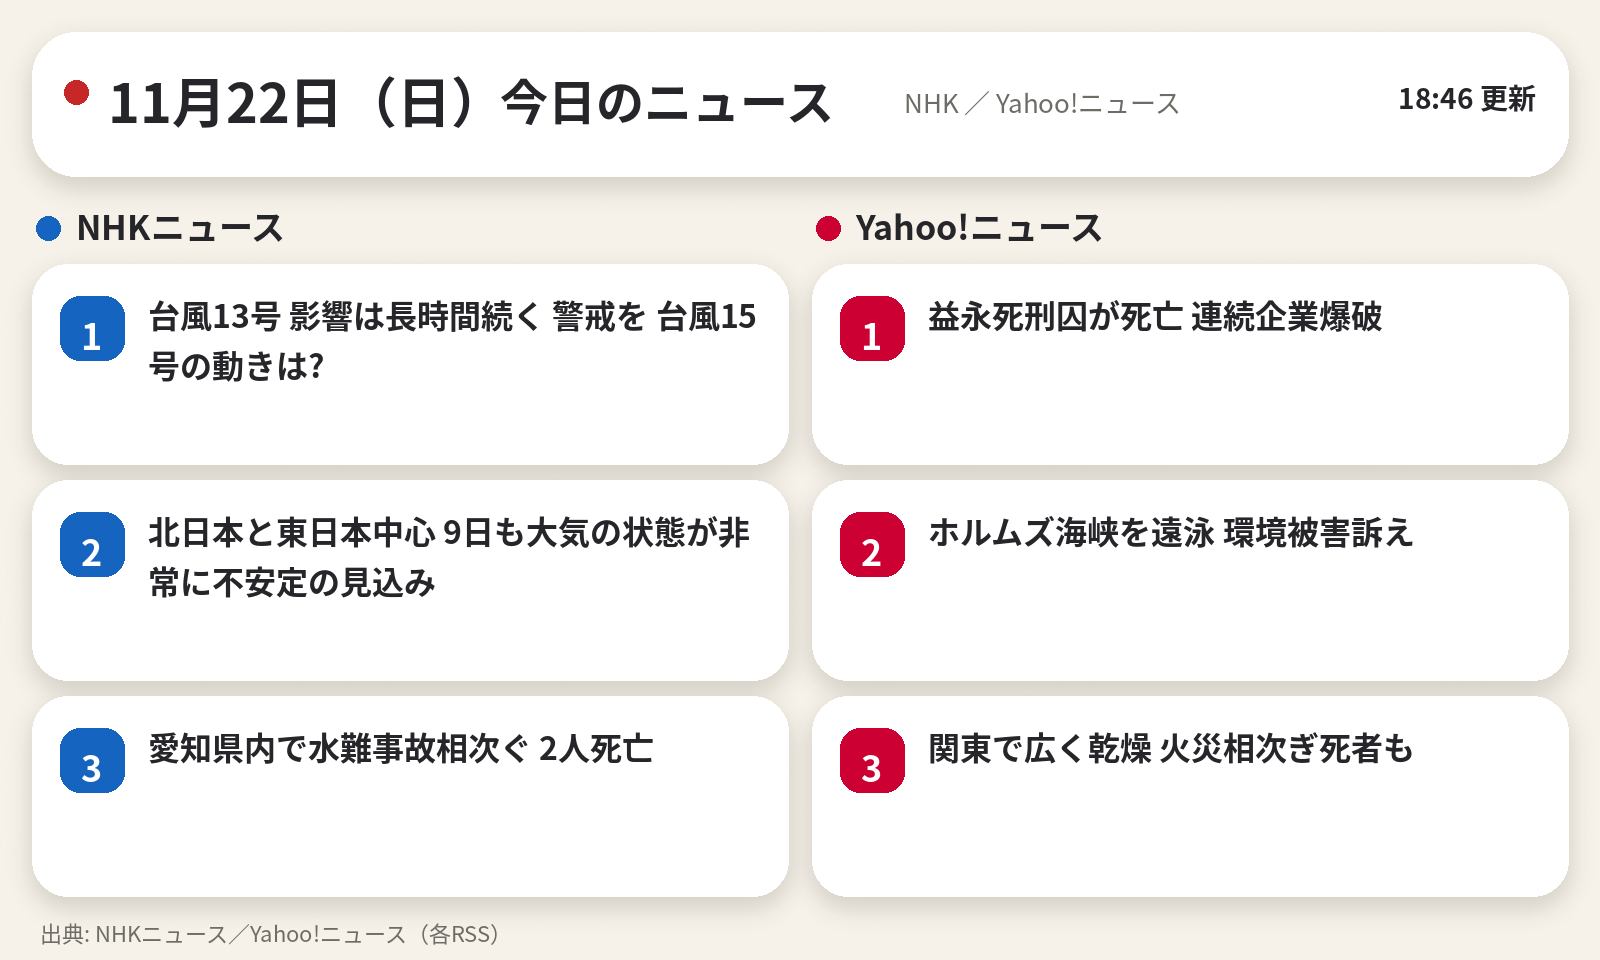 11月22日（日）今日のニュース
NHK ／ Yahoo!ニュース
18:46 更新
NHKニュース
1
台風13号 影響は長時間続く 警戒を 台風15
号の動きは?
2
北日本と東日本中心 9日も大気の状態が非
常に不安定の見込み
3
愛知県内で水難事故相次ぐ 2人死亡
Yahoo!ニュース
1
益永死刑囚が死亡 連続企業爆破
2
ホルムズ海峡を遠泳 環境被害訴え
3
関東で広く乾燥 火災相次ぎ死者も
出典: NHKニュース／Yahoo!ニュース（各RSS）